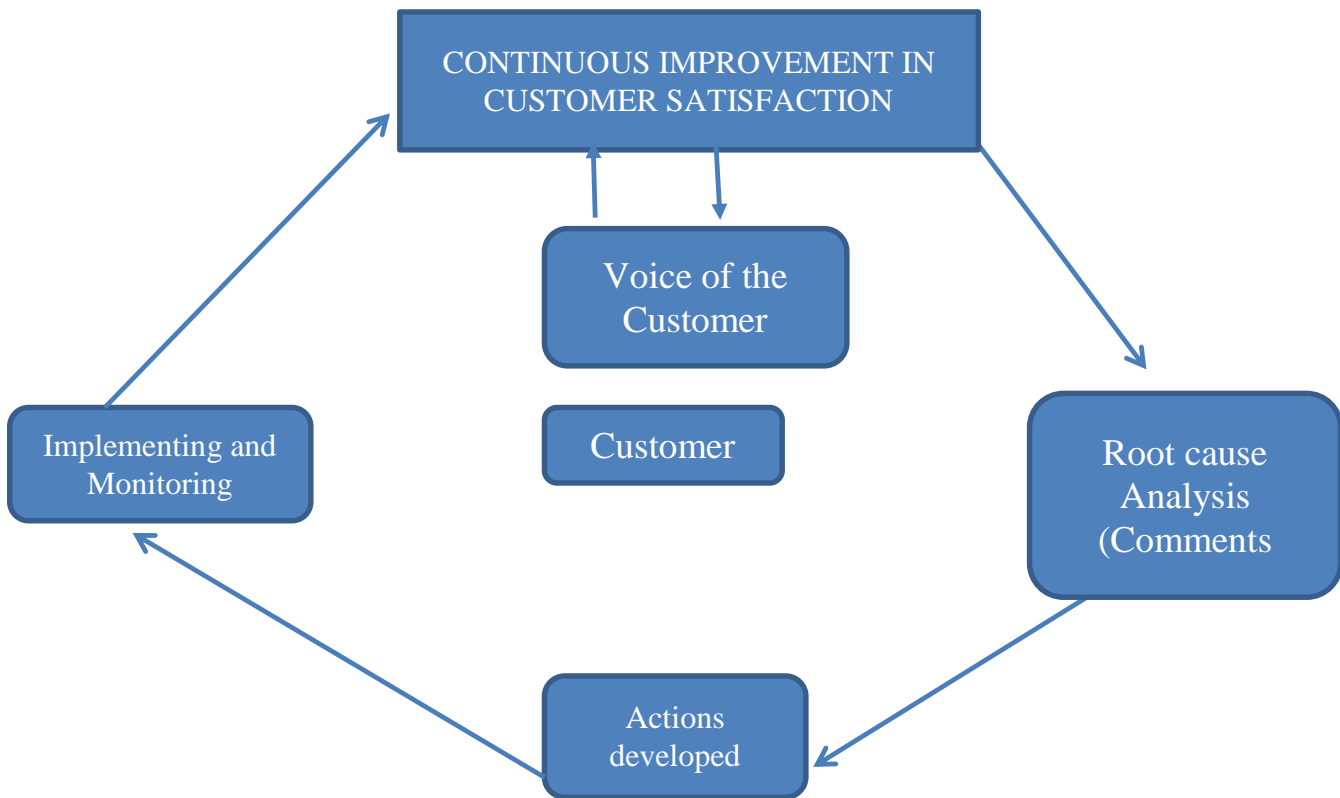 CONTINUOUS IMPROVEMENT IN
CUSTOMER SATISFACTION
Voice of the
Customer
Customer
Implementing and
Monitoring
Root cause
Analysis
(Comments
Actions
developed